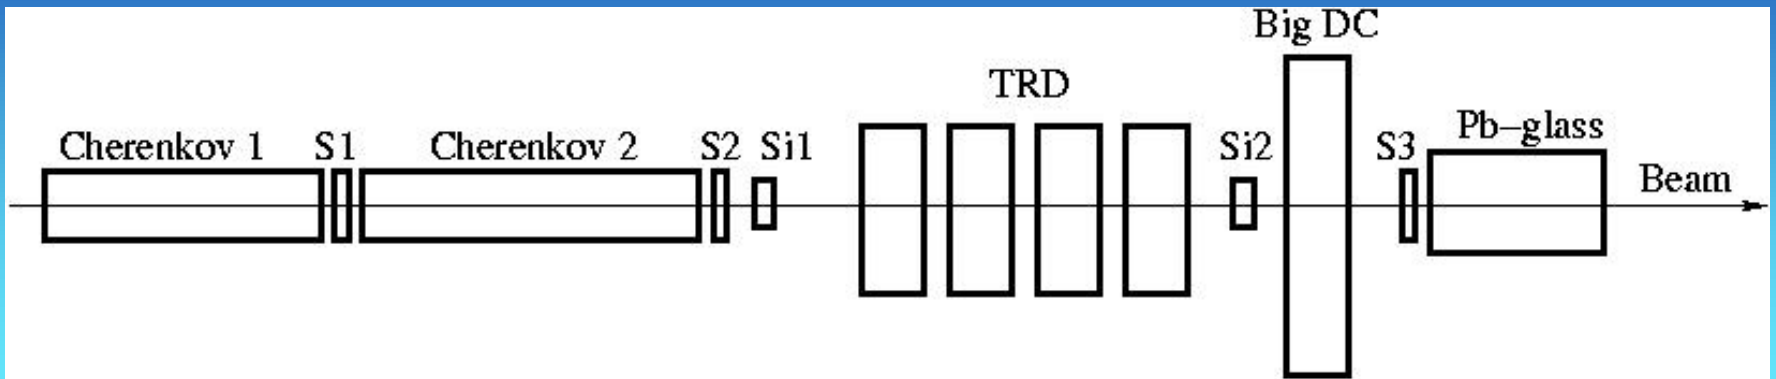 Big DC
TRD
Cherenkov 1 S1 Cherenkov 2 S2 Si1 Si2 S3 Pb–glass
Beam